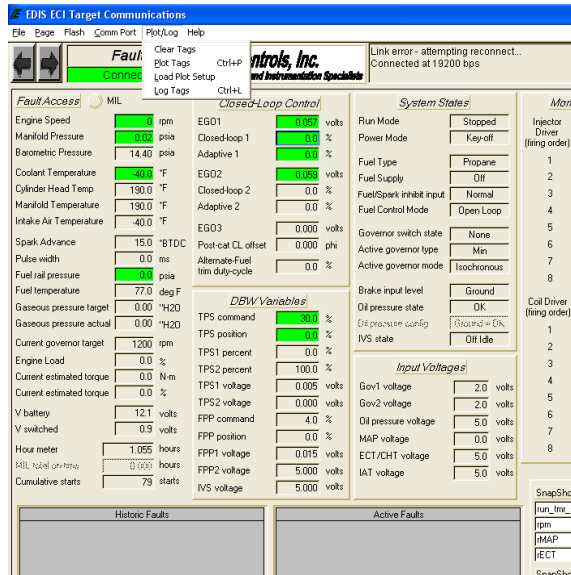 EDIS ECI Target Communications
File Page Flash Comm Port Plot/Log Help
Clear Tags
Plot Tags Ctrl+P
Load Plot Setup
Log Tags Ctrl+L
Faul
Connec
ntrols, Inc.
and Instrumentation Specialists
Link error - attempting reconnect...
Connected at 19200 bps
Fault Access MIL
Engine Speed 0 rpm
Manifold Pressure 0.02 psia
Barometric Pressure 14.40 psia
Coolant Temperature -40.0 °F
Cylinder Head Temp 190.0 °F
Manifold Temperature 190.0 °F
Intake Air Temperature -40.0 °F
Spark Advance 15.0 °BTDC
Pulse width 0.0 ms
Fuel rail pressure 0.0 psia
Fuel temperature 77.0 deg F
Gaseous pressure target 0.00 "H2O
Gaseous pressure actual 0.00 "H2O
Current governor target 1200 rpm
Engine Load 0.0 %
Current estimated torque 0.0 N-m
Current estimated torque 0.0 %
V battery 12.1 volts
V switched 0.9 volts
Hour meter 1.055 hours
MIL total on-time 0.000 hours
Cumulative starts 79 starts
Closed-Loop Control
EGO1 0.057 volts
Closed-loop 1 0.0 %
Adaptive 1 0.0 %
EGO2 0.059 volts
Closed-loop 2 0.0 %
Adaptive 2 0.0 %
EGO3 0.000 volts
Post-cat CL offset 0.000 phi
Alternate-Fuel
trim duty-cycle 0.0 %
DBW Variables
TPS command 30.0 %
TPS position 0.0 %
TPS1 percent 0.0 %
TPS2 percent 100.0 %
TPS1 voltage 0.005 volts
TPS2 voltage 0.000 volts
FPP command 4.0 %
FPP position 0.0 %
FPP1 voltage 0.015 volts
FPP2 voltage 5.000 volts
IVS voltage 5.000 volts
System States
Run Mode Stopped
Power Mode Key-off
Fuel Type Propane
Fuel Supply Off
Fuel/Spark inhibit input Normal
Fuel Control Mode Open Loop
Governor switch state None
Active governor type Min
Active governor mode Isochronous
Brake input level Ground
Oil pressure state OK
Oil pressure config Ground = OK
IVS state Off Idle
Input Voltages
Gov1 voltage 2.0 volts
Gov2 voltage 2.0 volts
Oil pressure voltage 5.0 volts
MAP voltage 0.0 volts
ECT/CHT voltage 5.0 volts
IAT voltage 5.0 volts
Mon
Injector
Driver
(firing order)
1
2
3
4
5
6
7
8
Coil Driver
(firing order)
1
2
3
4
5
6
7
8
Historic Faults
Active Faults
SnapSho
run_tmr_
rpm
rMAP
rECT
SnapSho